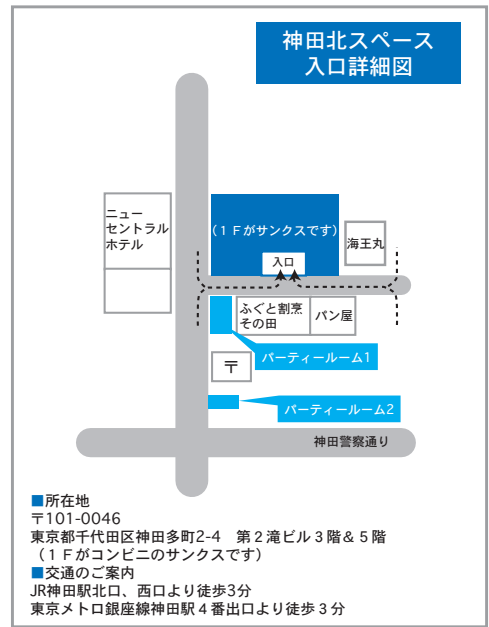 神田北スペース
入口詳細図
ニュー
セントラル
ホテル
(1Fがサンクスです)
海王丸
入口
ふぐと割烹
その田
パン屋
パーティールーム1
〒
パーティールーム2
神田警察通り
■所在地
〒101-0046
東京都千代田区神田多町2-4　第２滝ビル３階＆５階
（１Ｆがコンビニのサンクスです）
■交通のご案内
JR神田駅北口、西口より徒歩3分
東京メトロ銀座線神田駅４番出口より徒歩３分